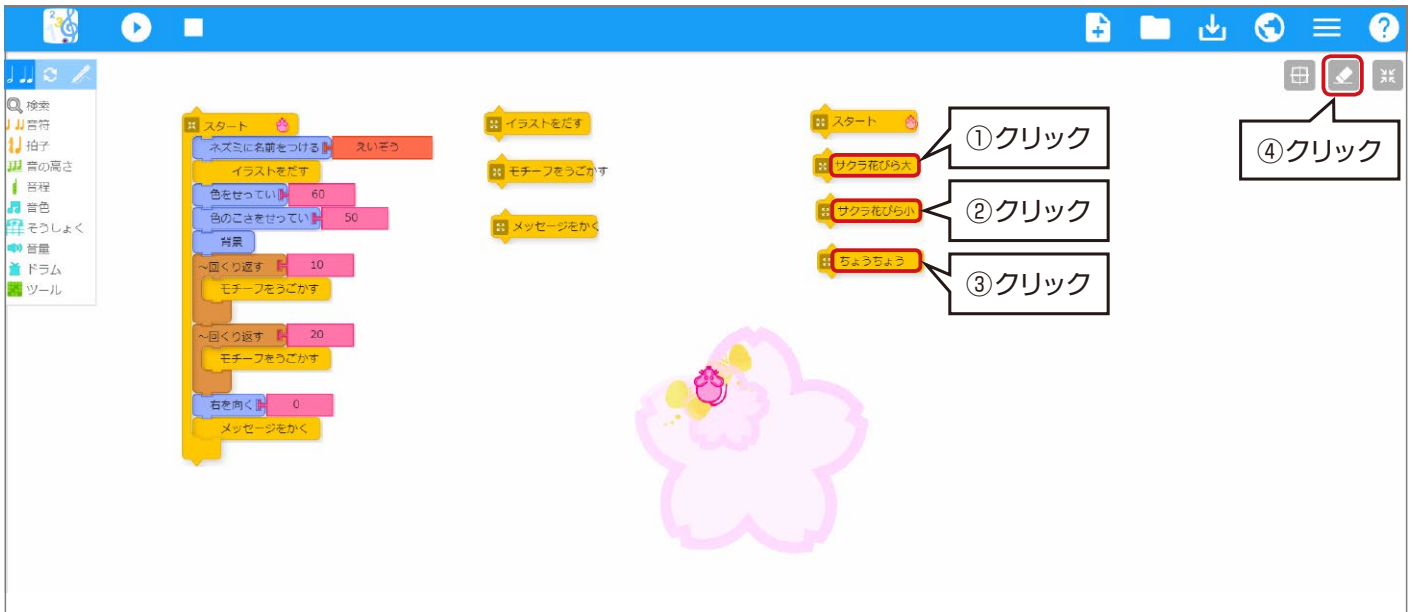 検索
音符
拍子
音の高さ
音程
音色
そうしょく
音量
ドラム
ツール
スタート
ネズミに名前をつける えいぞう
イラストをだす
色をせってい 60
色のこさをせってい 50
背景
～回くり返す 10
モチーフをうごかす
～回くり返す 20
モチーフをうごかす
右を向く 0
メッセージをかく
イラストをだす
モチーフをうごかす
メッセージをかく
スタート
サクラ花びら大
サクラ花びら小
ちょうちょう
①クリック
②クリック
③クリック
④クリック